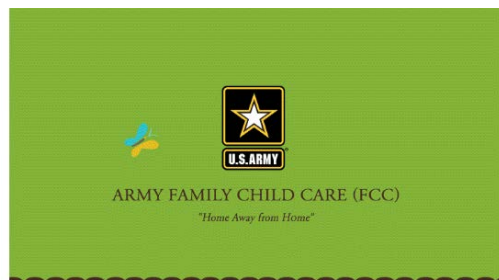 U.S.ARMY
ARMY FAMILY CHILD CARE (FCC)
"Home Away from Home"